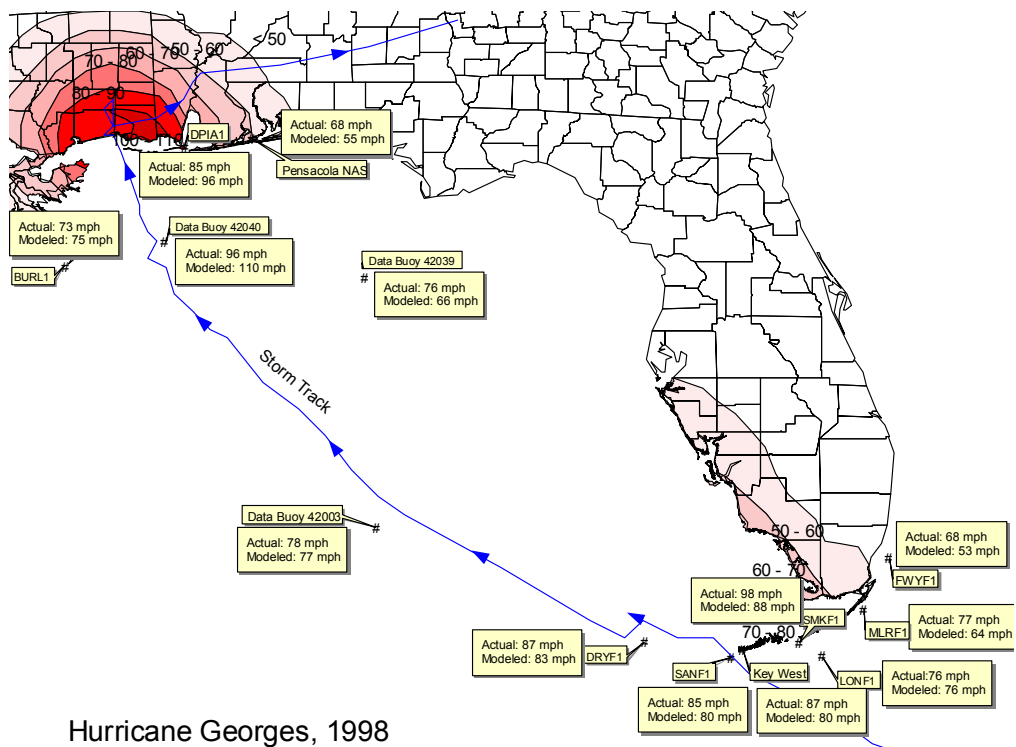 < 50
50 - 60
60 - 70
70 - 80
80 - 90
100 - 110
DPIA1
Actual: 68 mph
Modeled: 55 mph
Pensacola NAS
Actual: 85 mph
Modeled: 96 mph
Actual: 73 mph
Modeled: 75 mph
BURL1
Data Buoy 42040
Actual: 96 mph
Modeled: 110 mph
Data Buoy 42039
Actual: 76 mph
Modeled: 66 mph
Storm Track
Data Buoy 42003
Actual: 78 mph
Modeled: 77 mph
50 - 60
60 - 70
70 - 80
Actual: 68 mph
Modeled: 53 mph
FWYF1
Actual: 98 mph
Modeled: 88 mph
SMKF1
Actual: 77 mph
Modeled: 64 mph
MLRF1
Actual: 87 mph
Modeled: 83 mph
DRYF1
SANF1
Key West
LONF1
Actual:76 mph
Modeled: 76 mph
Actual: 85 mph
Modeled: 80 mph
Actual: 87 mph
Modeled: 80 mph
Hurricane Georges, 1998